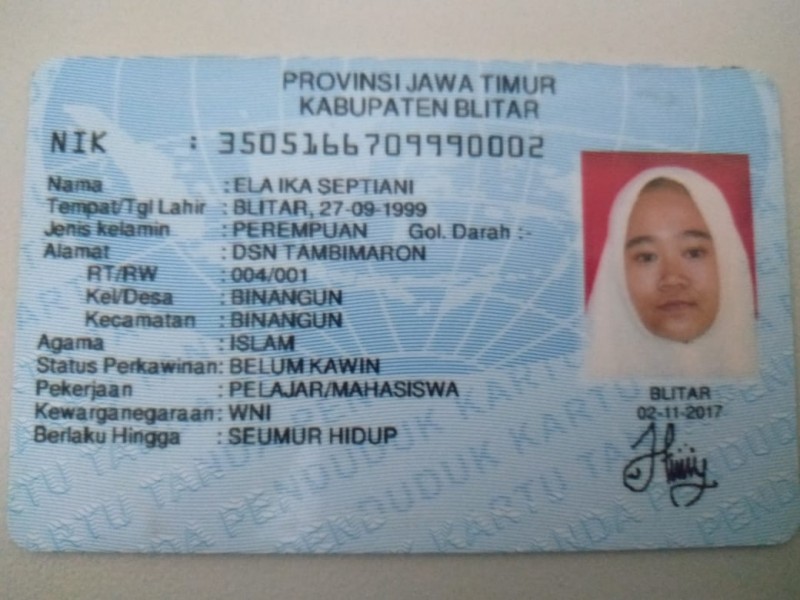 PROVINSI JAWA TIMUR
KABUPATEN BLITAR
NIK : 3505166709990002
Nama : ELA IKA SEPTIANI
Tempat/Tgl Lahir : BLITAR, 27-09-1999
Jenis kelamin : PEREMPUAN Gol. Darah :-
Alamat : DSN TAMBIMARON
RT/RW : 004/001
Kel/Desa : BINANGUN
Kecamatan : BINANGUN
Agama : ISLAM
Status Perkawinan: BELUM KAWIN
Pekerjaan : PELAJAR/MAHASISWA
Kewarganegaraan: WNI
Berlaku Hingga : SEUMUR HIDUP
BLITAR
02-11-2017
KARTU TANDA PENDUDUK KARTU TANDA PENDUDUK